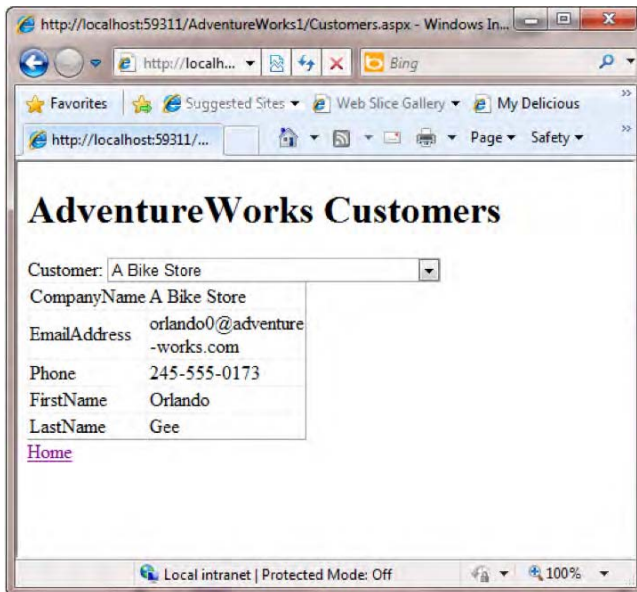 http://localhost:59311/AdventureWorks1/Customers.aspx - Windows In...
http://localh...
Bing
Favorites
Suggested Sites
Web Slice Gallery
My Delicious
http://localhost:59311/...
Page
Safety
AdventureWorks Customers
Customer: A Bike Store
CompanyName A Bike Store
EmailAddress orlando0@adventure
-works.com
Phone 245-555-0173
FirstName Orlando
LastName Gee
Home
Local intranet | Protected Mode: Off
100%